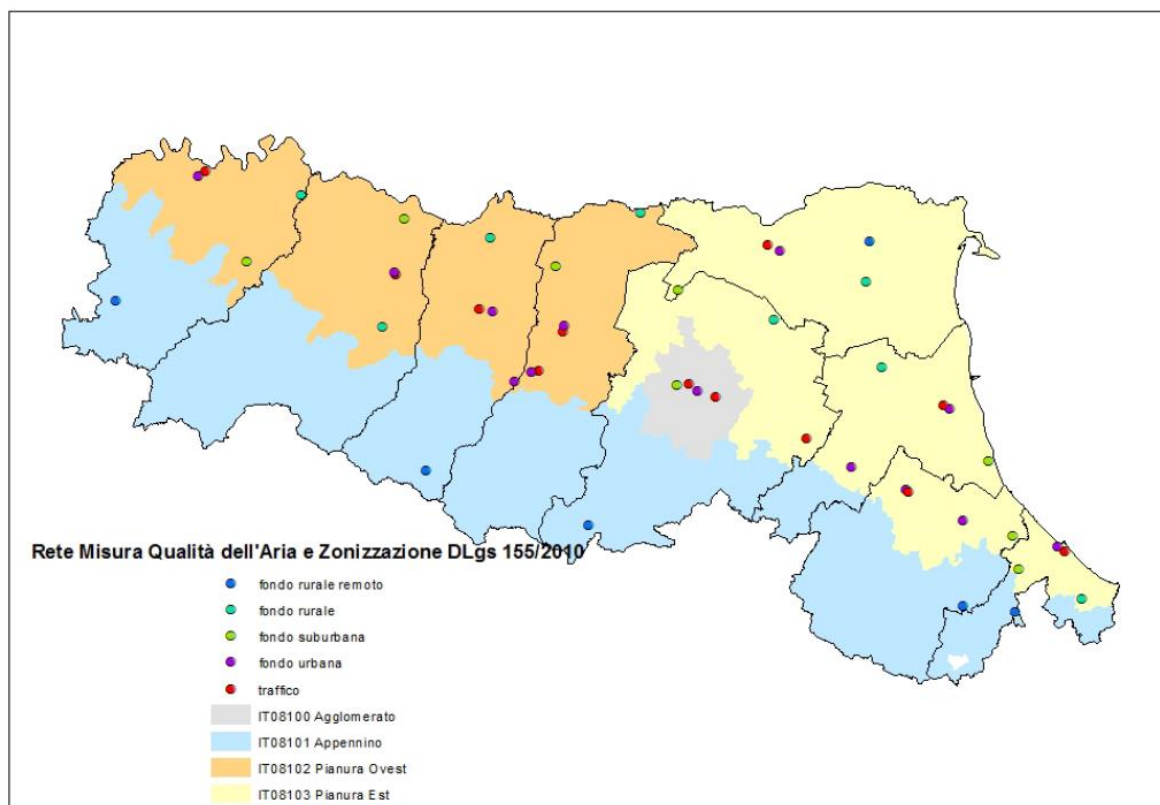 Rete Misura Qualità dell'Aria e Zonizzazione DLgs 155/2010
fondo rurale remoto
fondo rurale
fondo suburbana
fondo urbana
traffico
IT08100 Agglomerato
IT08101 Appennino
IT08102 Pianura Ovest
IT08103 Pianura Est